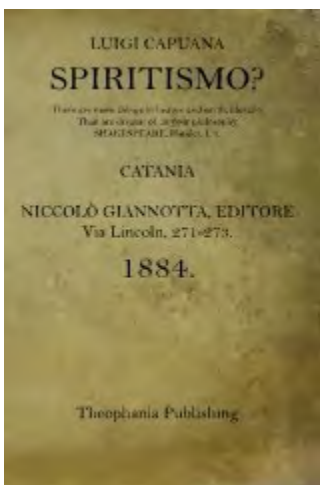 LUIGI CAPUANA
SPIRITISMO?
There are more things in heaven and earth, Horatio,
Than are dreamt of, in your philosophy.
SHAKESPEARE, Hamlet, I.
CATANIA
NICCOLÒ GIANNOTTA, EDITORE
Via Lincoln, 271-273.
1884.
Theophania Publishing